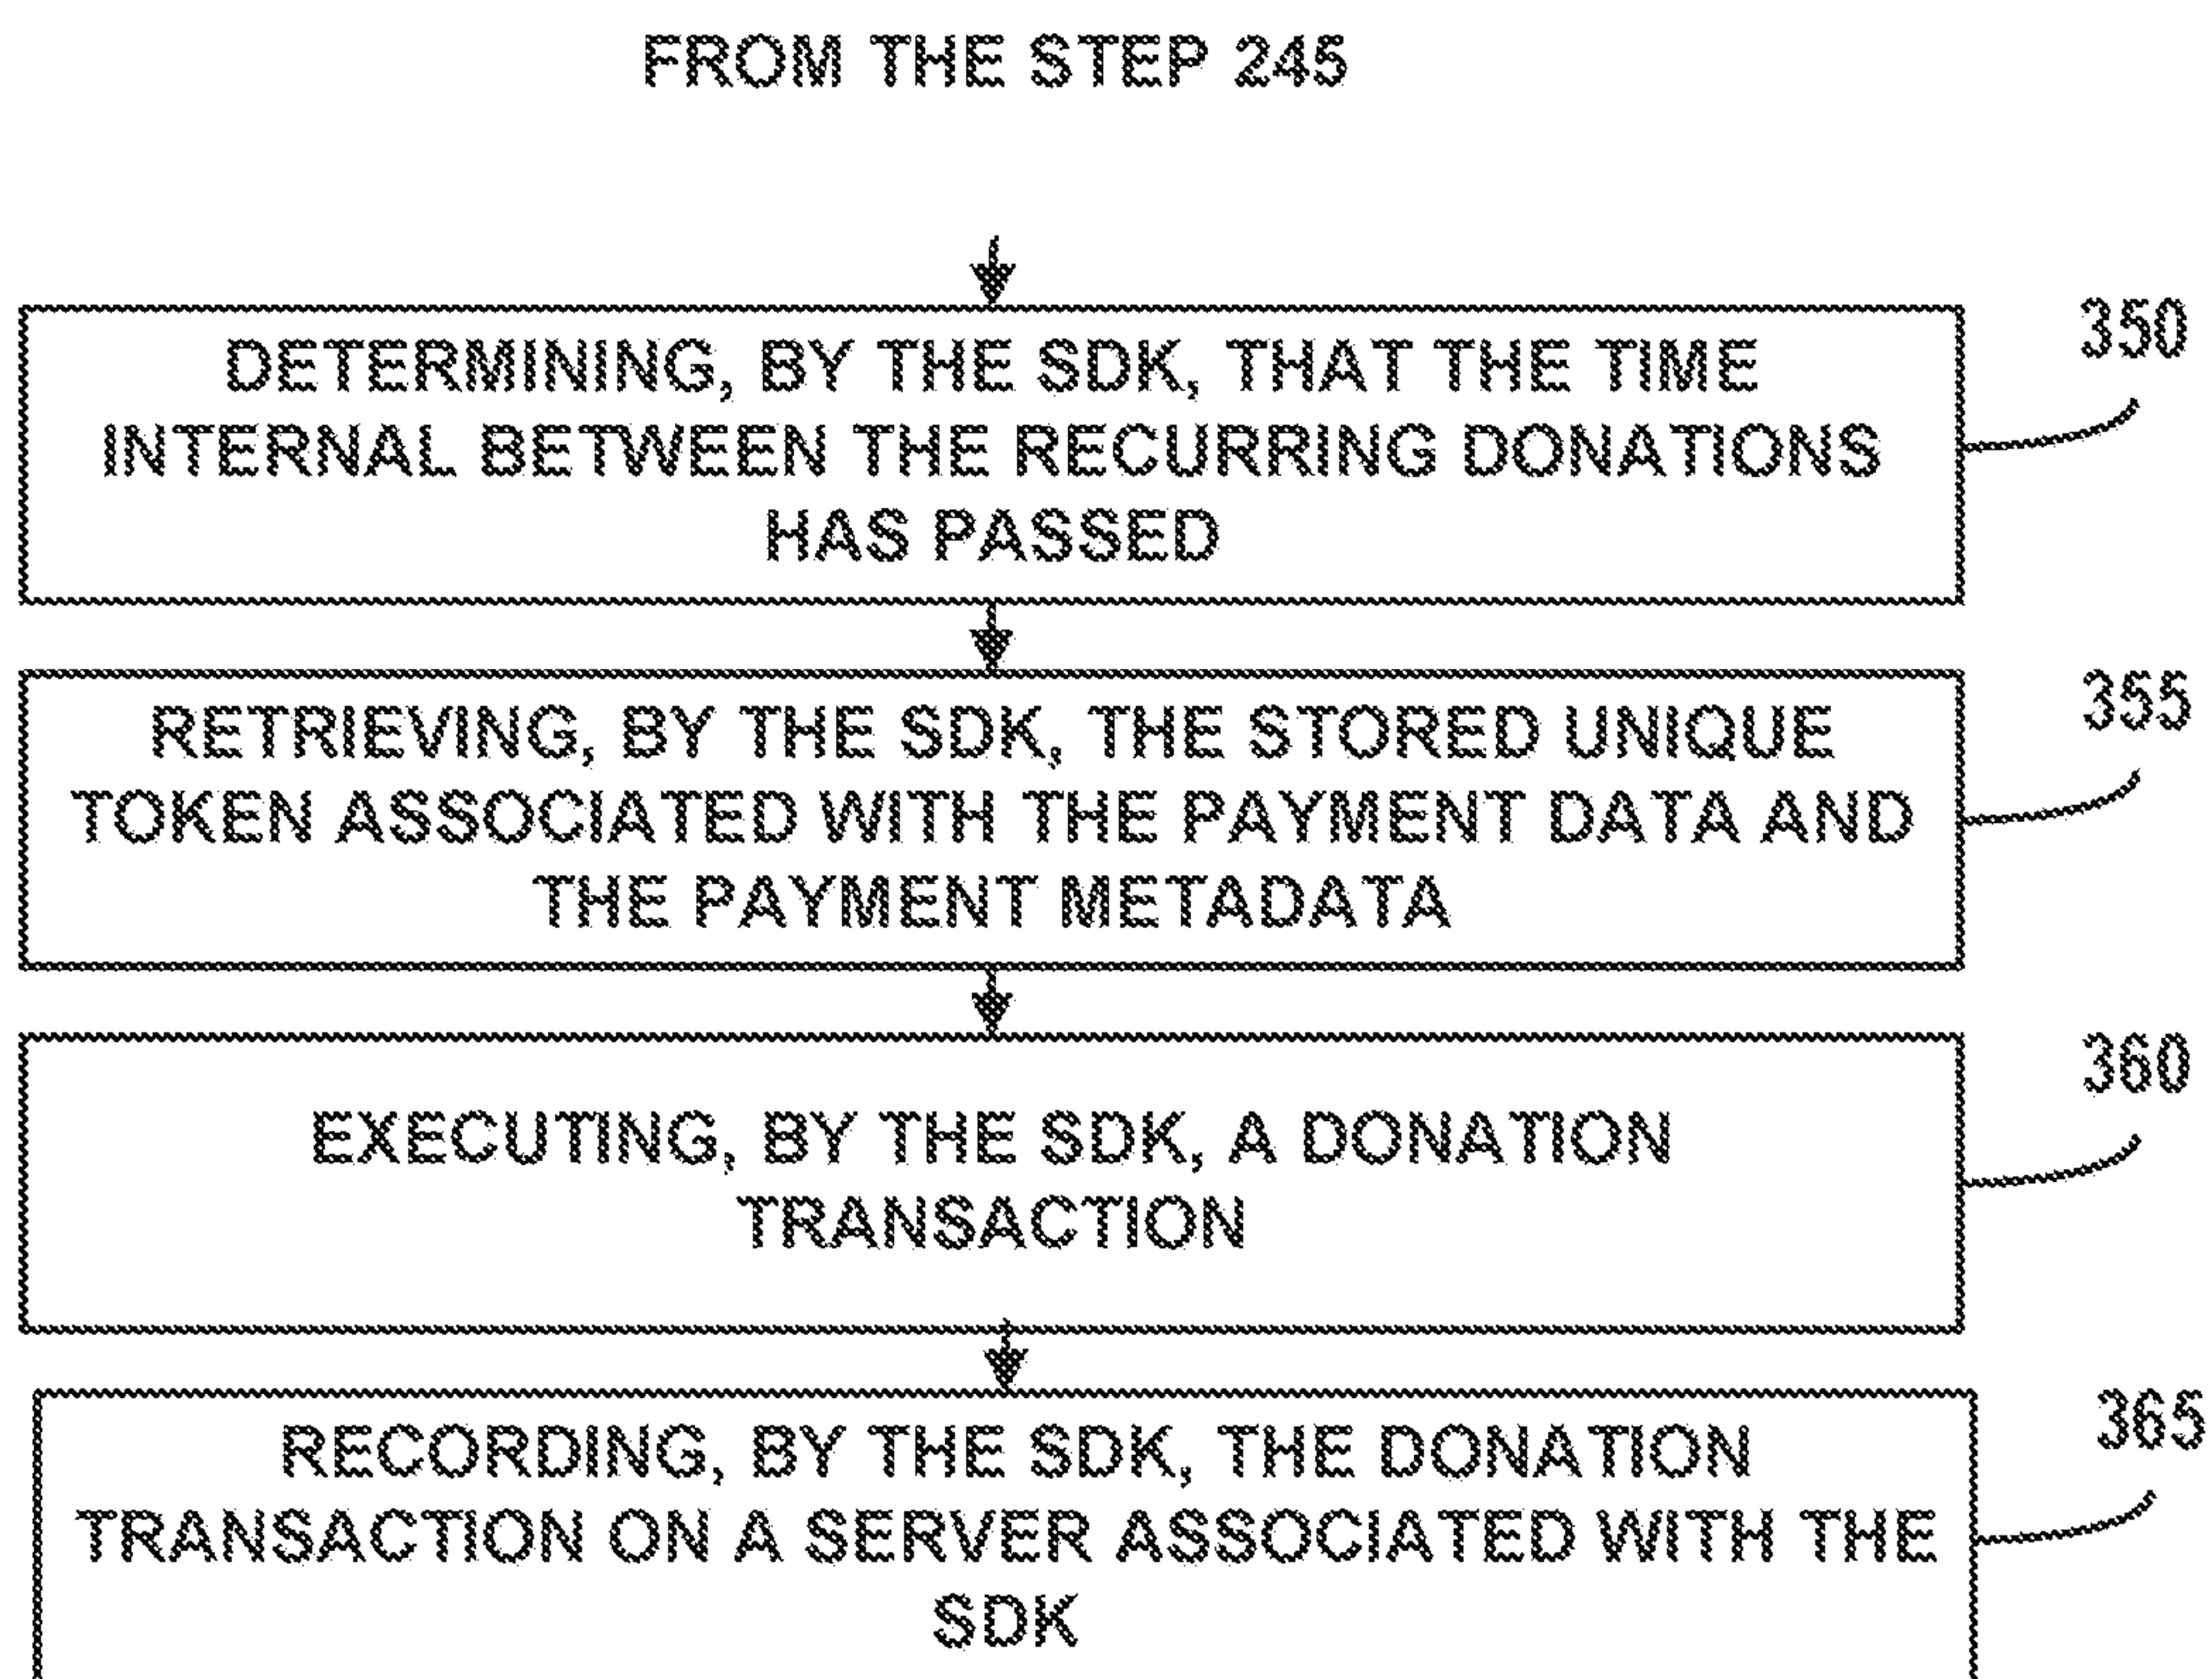 FROM THE STEP 245
350
DETERMINING, BY THE SDK, THAT THE TIME
INTERNAL BETWEEN THE RECURRING DONATIONS
HAS PASSED
355
RETRIEVING, BY THE SDK, THE STORED UNIQUE
TOKEN ASSOCIATED WITH THE PAYMENT DATA AND
THE PAYMENT METADATA
360
EXECUTING, BY THE SDK, A DONATION
TRANSACTION
365
RECORDING, BY THE SDK, THE DONATION
TRANSACTION ON A SERVER ASSOCIATED WITH THE
SDK